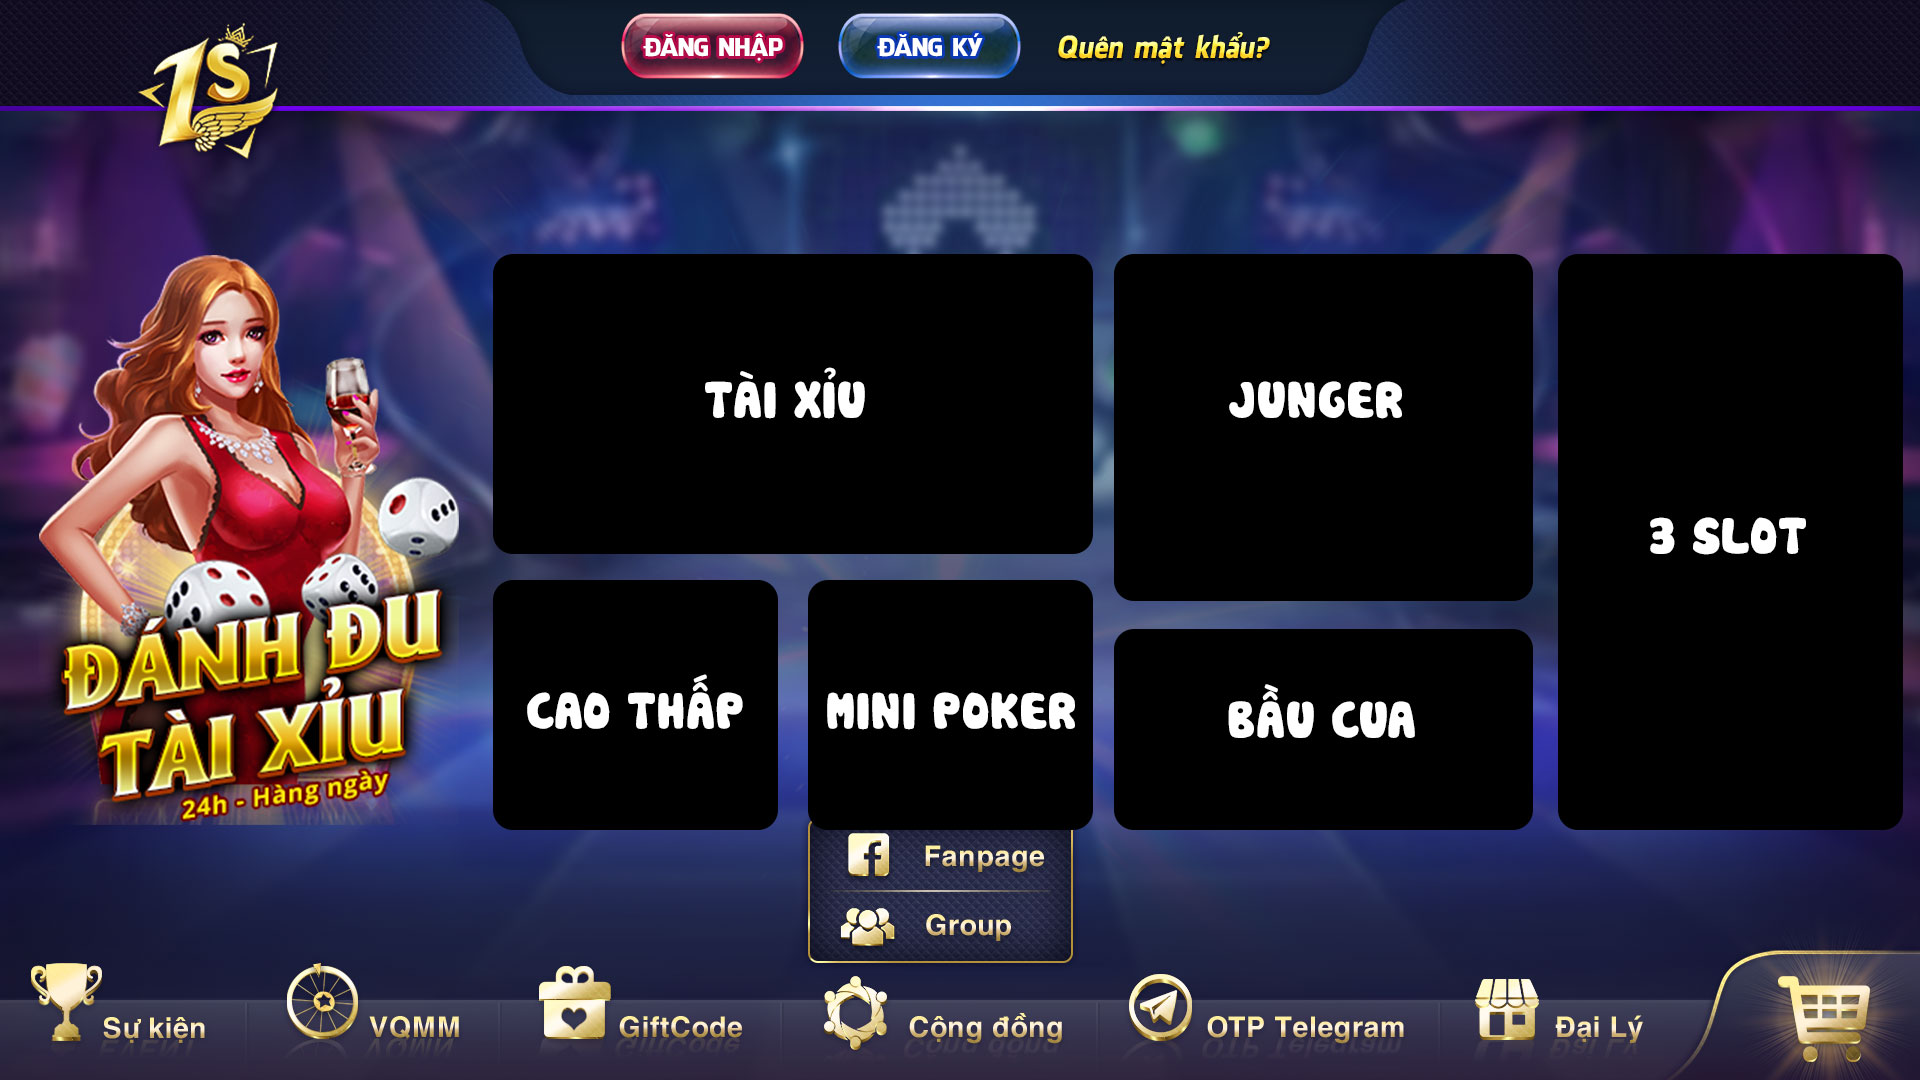 1S
ĐĂNG NHẬP
ĐĂNG KÝ
Quên mật khẩu?
TÀI XỈU
JUNGER
3 SLOT
ĐÁNH ĐU
TÀI XỈU
24h - Hàng ngày
CAO THẤP
MINI POKER
BẦU CUA
Fanpage
Group
Sự kiện
VQMM
GiftCode
Cộng đồng
OTP Telegram
Đại Lý